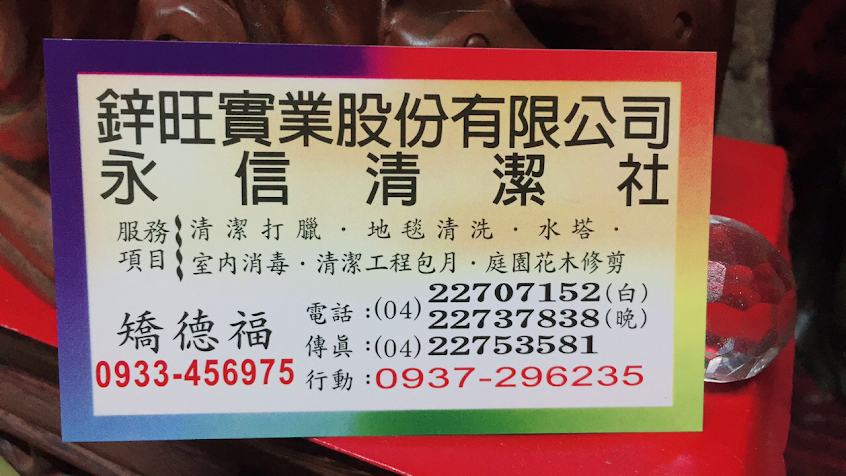 鋅旺實業股份有限公司
永信清潔社
服務項目
清潔打臘．地毯清洗．水塔．
室內消毒．清潔工程包月．庭園花木修剪
矯德福
0933-456975
電話：(04)22707152(白)
22737838(晚)
傳眞：(04)22753581
行動：0937-296235